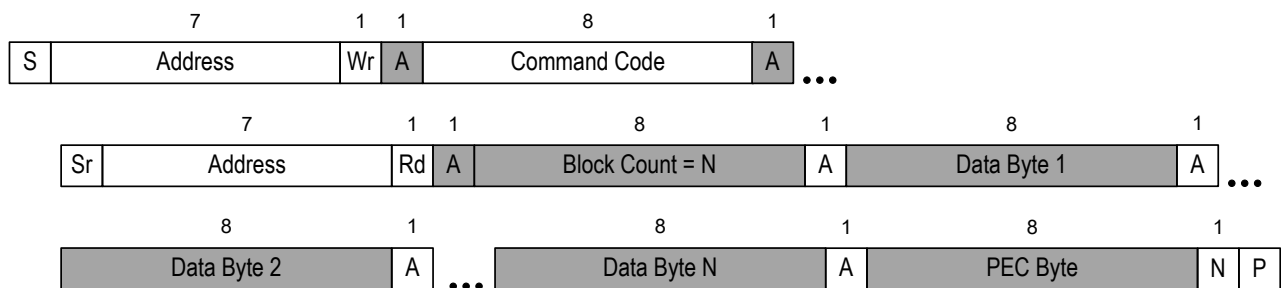 7 1 1 8 1
S Address Wr A Command Code A ...
7 1 1 8 1 8 1
Sr Address Rd A Block Count = N A Data Byte 1 A ...
8 1 8 1 8 1
Data Byte 2 A ... Data Byte N A PEC Byte N P